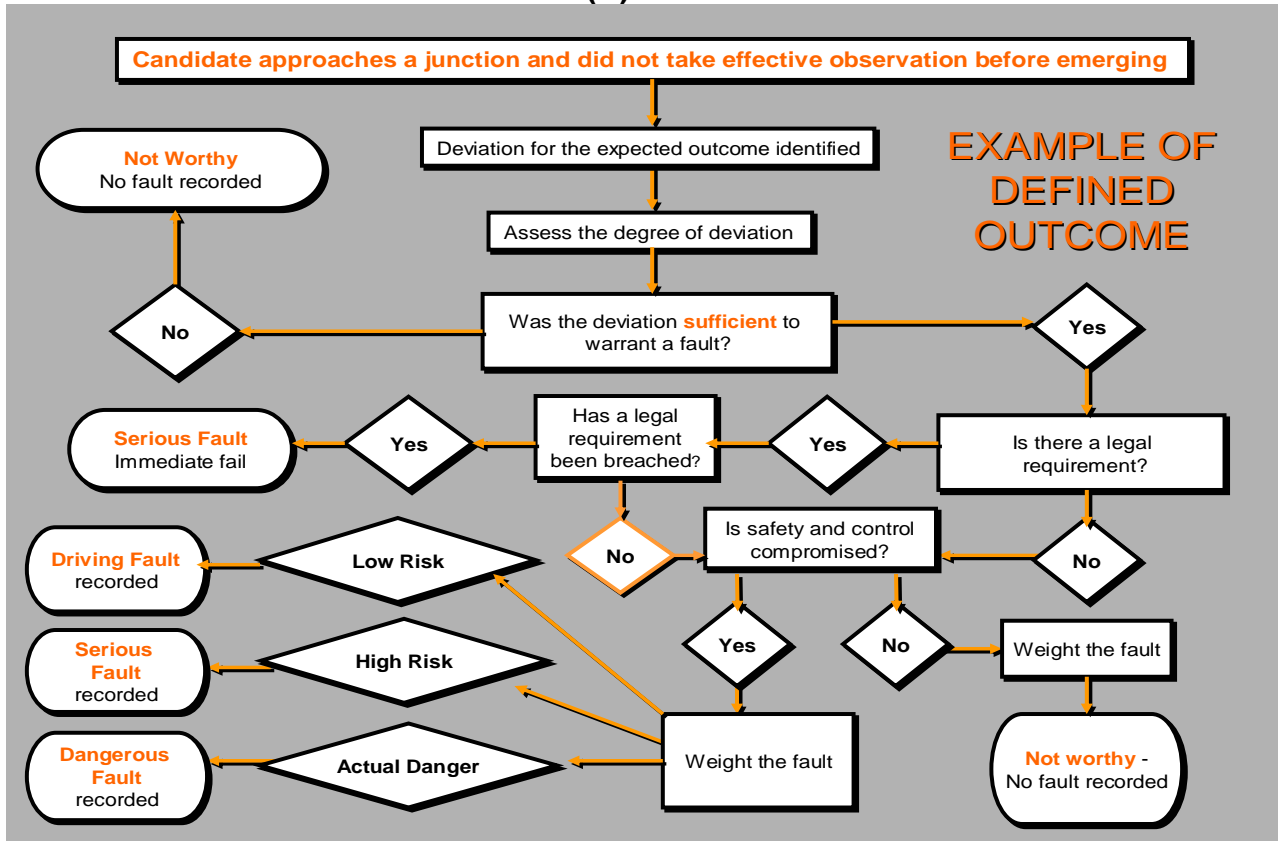 Candidate approaches a junction and did not take effective observation before emerging
Deviation for the expected outcome identified
EXAMPLE OF
DEFINED
OUTCOME
Not Worthy
No fault recorded
Assess the degree of deviation
Was the deviation sufficient to
warrant a fault?
No
Yes
Has a legal
requirement
been breached?
Yes
Yes
Serious Fault
Immediate fail
Is there a legal
requirement?
Is safety and control
compromised?
No
No
Driving Fault
recorded
Low Risk
Yes
No
Weight the fault
Serious
Fault
recorded
High Risk
Dangerous
Fault
recorded
Actual Danger
Weight the fault
Not worthy -
No fault recorded